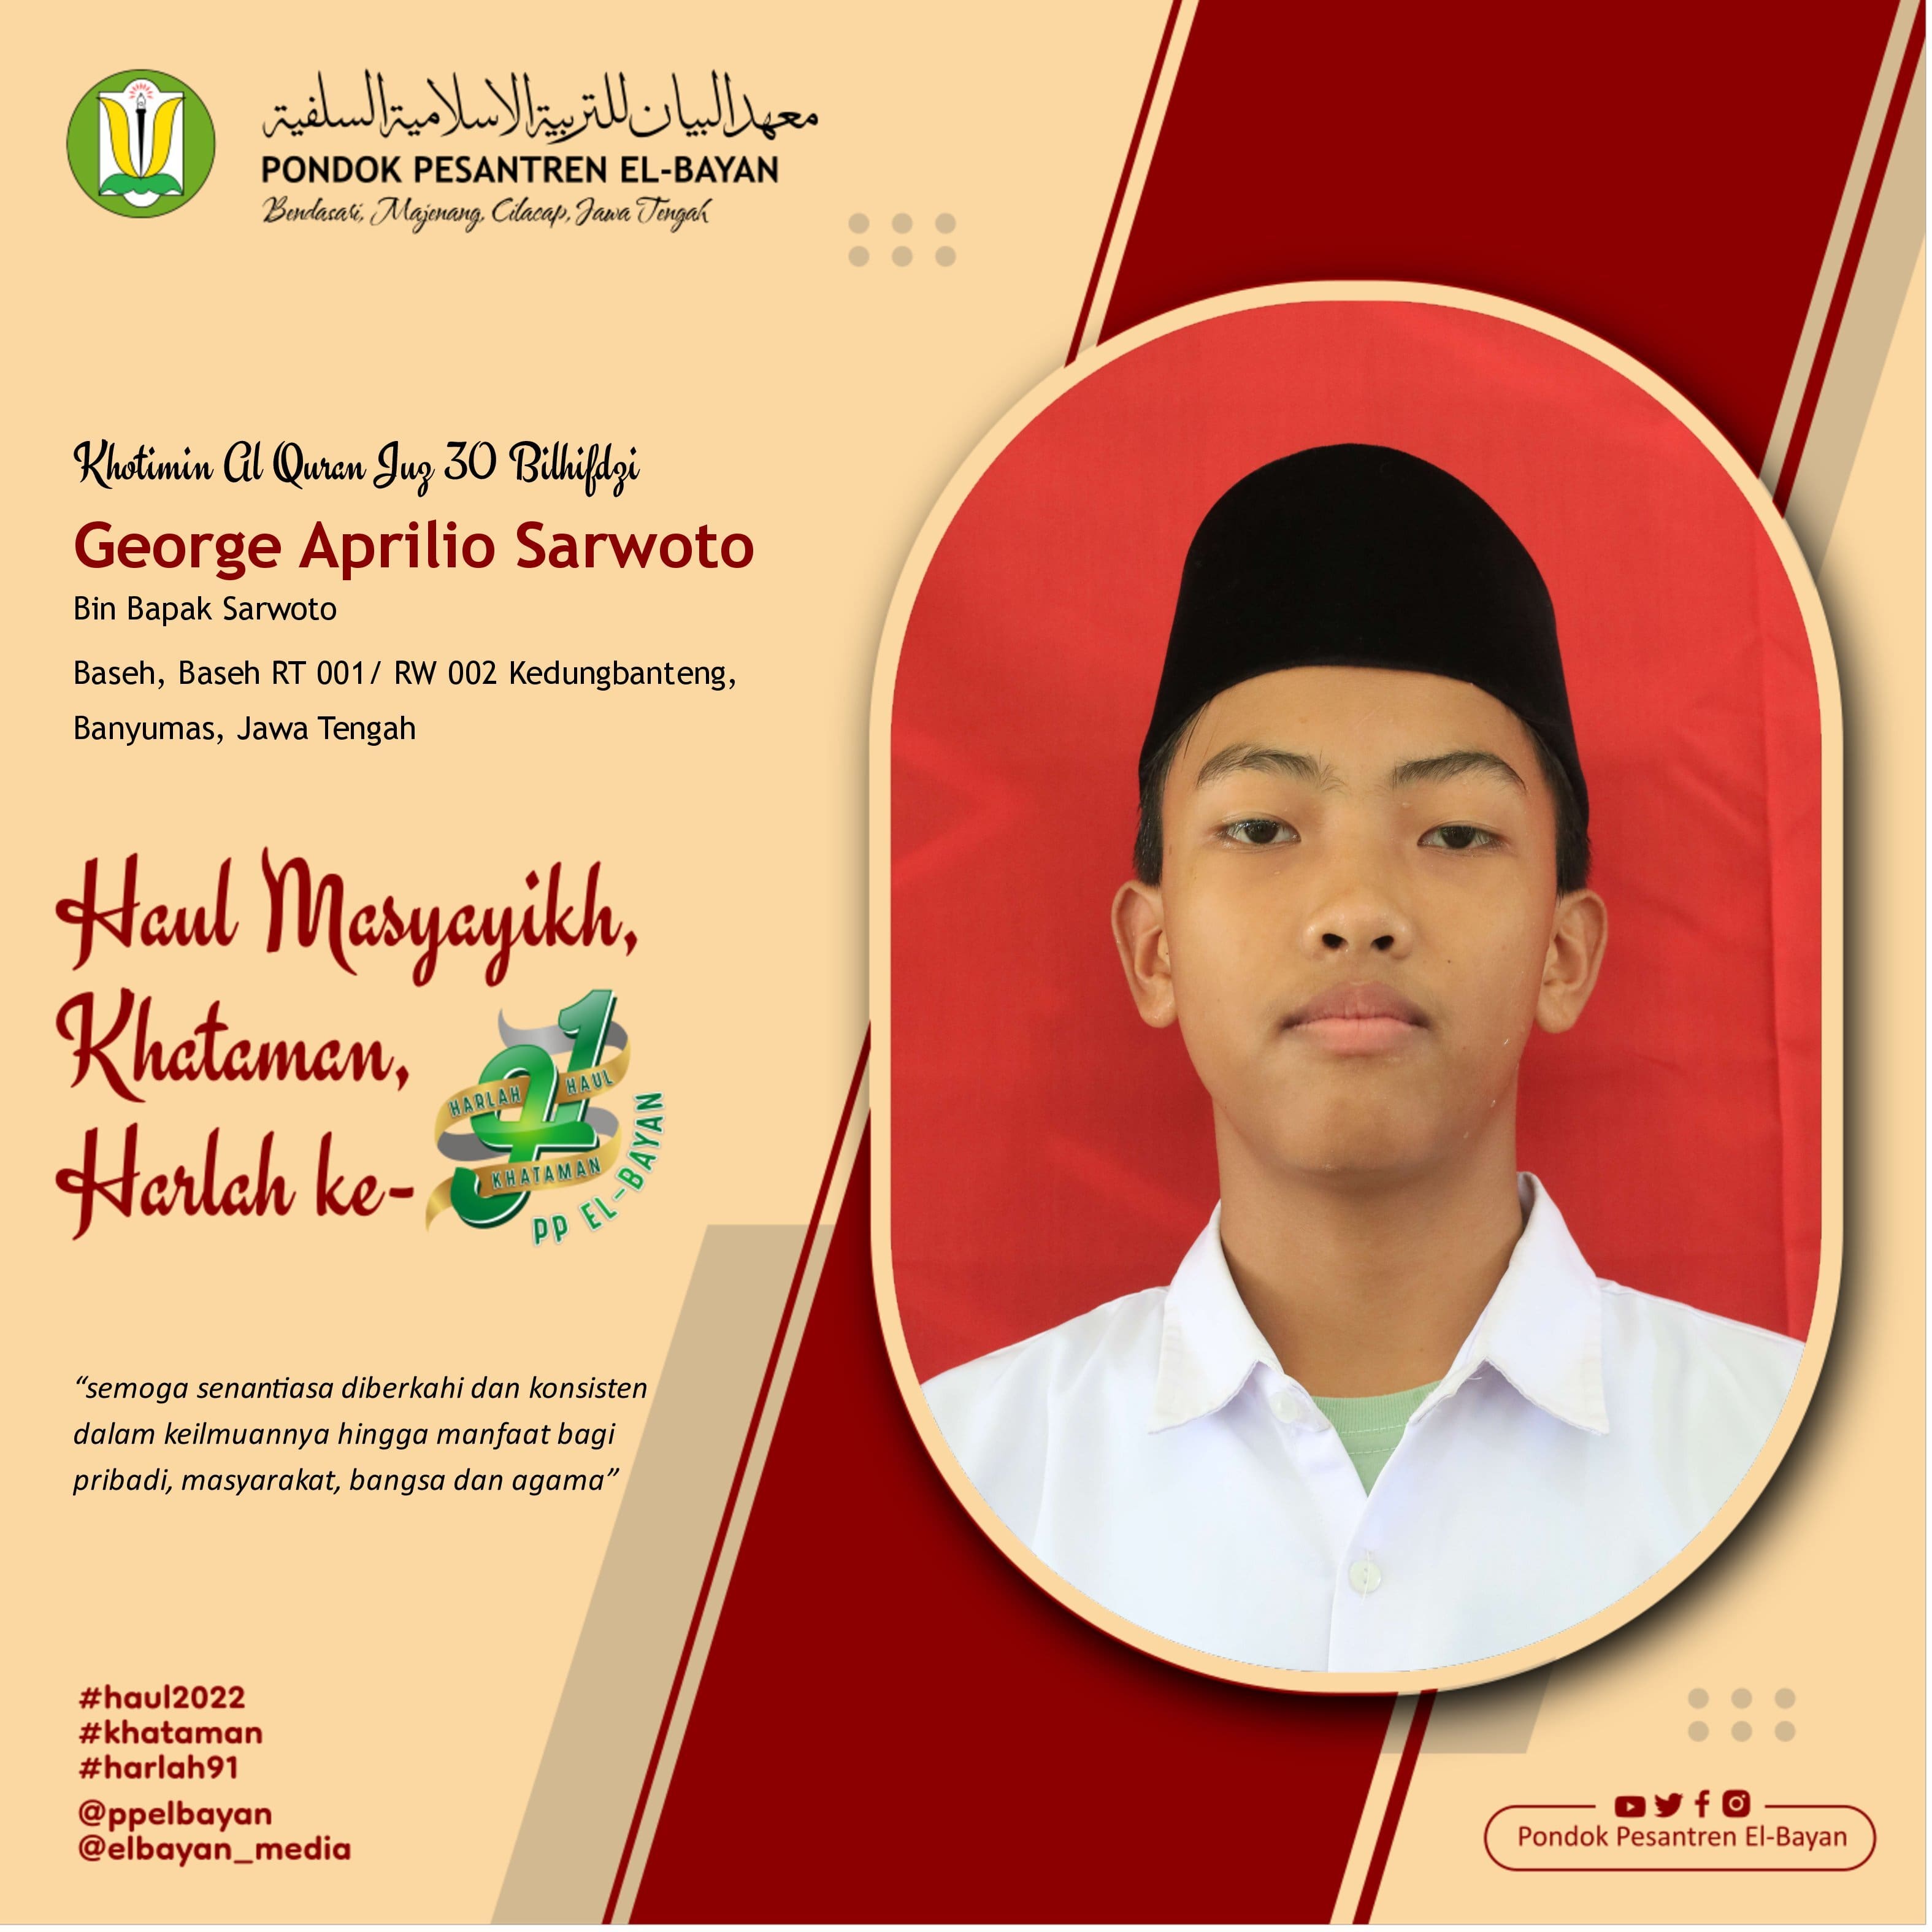 معهد البيان للتربية الاسلامية السلفية
PONDOK PESANTREN EL-BAYAN
Bendasari, Majenang, Cilacap, Jawa Tengah
Khotimin Al Quran Juz 30 Bilhifdzi
George Aprilio Sarwoto
Bin Bapak Sarwoto
Baseh, Baseh RT 001/ RW 002 Kedungbanteng,
Banyumas, Jawa Tengah
Haul Masyayikh,
Khataman,
Harlah ke-
91
HARLAH HAUL
KHATAMAN
PP EL-BAYAN
“semoga senantiasa diberkahi dan konsisten
dalam keilmuannya hingga manfaat bagi
pribadi, masyarakat, bangsa dan agama”
#haul2022
#khataman
#harlah91
@ppelbayan
@elbayan_media
Pondok Pesantren El-Bayan